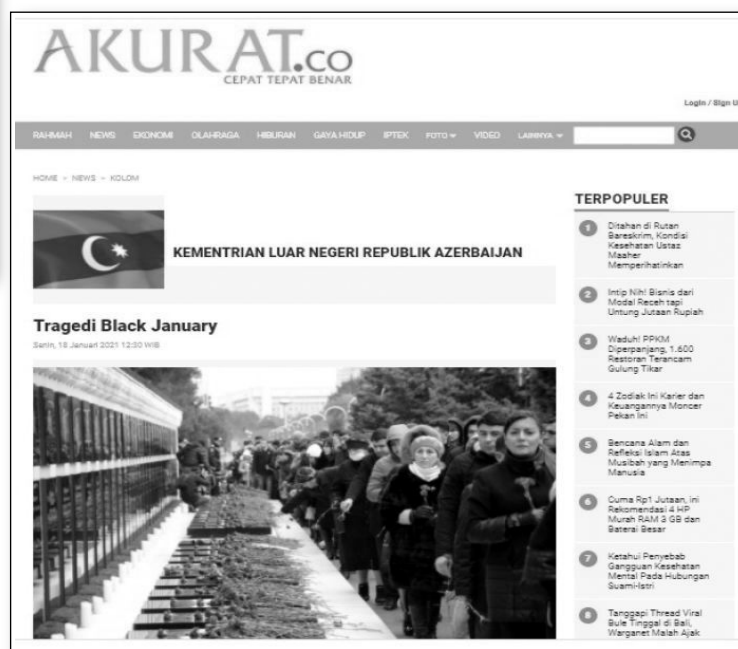 AKURAT.CO
CEPAT TEPAT BENAR
Login / Sign U
RAHMAH NEWS EKONOMI OLAHRAGA HIBURAN GAYA HIDUP IPTEK FOTO VIDEO LAINNYA
HOME - NEWS - KOLOM
KEMENTRIAN LUAR NEGERI REPUBLIK AZERBAIJAN
Tragedi Black January
Senin, 18 Januari 2021 12:30 WIB
TERPOPULER
1
Ditahan di Rutan
Bareskrim, Kondisi
Kesehatan Ustaz
Maaher
Memperihatinkan
2
Intip Nih! Bisnis dari
Modal Receh tapi
Untung Jutaan Rupiah
3
Waduh! PPKM
Diperpanjang, 1.600
Restoran Terancam
Gulung Tikar
4
4 Zodiak Ini Karier dan
Keuangannya Moncer
Pekan Ini
5
Bencana Alam dan
Refleksi Islam Atas
Musibah yang Menimpa
Manusia
6
Cuma Rp1 Jutaan, ini
Rekomendasi 4 HP
Murah RAM 3 GB dan
Baterai Besar
7
Ketahui Penyebab
Gangguan Kesehatan
Mental Pada Hubungan
Suami-Istri
8
Tanggapi Thread Viral
Bule Tinggal di Bali,
Warganet Malah Ajak